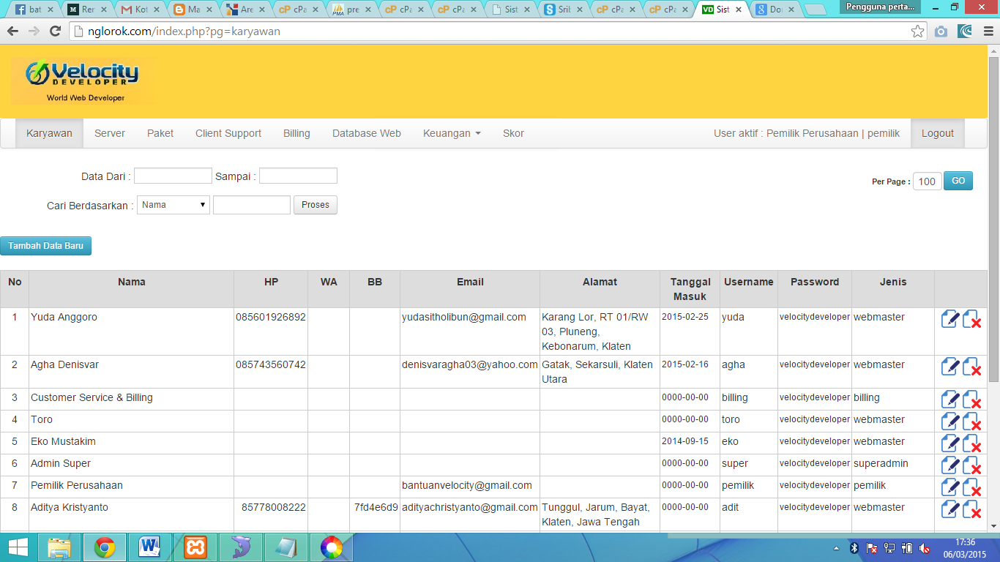 bat Rer Kot Ma Are cPa pre cPa cPa Sist Srib cPa cPa Sist Do Pengguna perta...
nglorok.com/index.php?pg=karyawan
Velocity
DEVELOPER
World Web Developer
Karyawan Server Paket Client Support Billing Database Web Keuangan Skor User aktif : Pemilik Perusahaan | pemilik Logout
Data Dari : Sampai :
Per Page : 100 GO
Cari Berdasarkan : Nama Proses
Tambah Data Baru
No Nama HP WA BB Email Alamat Tanggal Masuk Username Password Jenis
1 Yuda Anggoro 085601926892 yudasitholibun@gmail.com Karang Lor, RT 01/RW 2015-02-25 yuda velocitydeveloper webmaster
03, Pluneng,
Kebonarum, Klaten
2 Agha Denisvar 085743560742 denisvaragha03@yahoo.com Gatak, Sekarsuli, Klaten 2015-02-16 agha velocitydeveloper webmaster
Utara
3 Customer Service & Billing 0000-00-00 billing velocitydeveloper billing
4 Toro 0000-00-00 toro velocitydeveloper webmaster
5 Eko Mustakim 2014-09-15 eko velocitydeveloper webmaster
6 Admin Super 0000-00-00 super velocitydeveloper superadmin
7 Pemilik Perusahaan bantuanvelocity@gmail.com 0000-00-00 pemilik velocitydeveloper pemilik
8 Aditya Kristyanto 85778008222 7fd4e6d9 adityachristyanto@gmail.com Tunggul, Jarum, Bayat, 0000-00-00 adit velocitydeveloper webmaster
Klaten, Jawa Tengah
17:36
06/03/2015